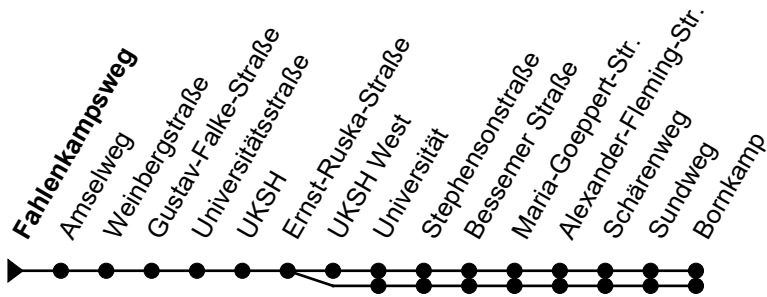 Fahlenkampsweg
Amselweg
Weinbergstraße
Gustav-Falke-Straße
Universitätsstraße
UKSH
Ernst-Ruska-Straße
UKSH West
Universität
Stephensonstraße
Bessemer Straße
Maria-Goeppert-Str.
Alexander-Fleming-Str.
Schärenweg
Sundweg
Bornkamp